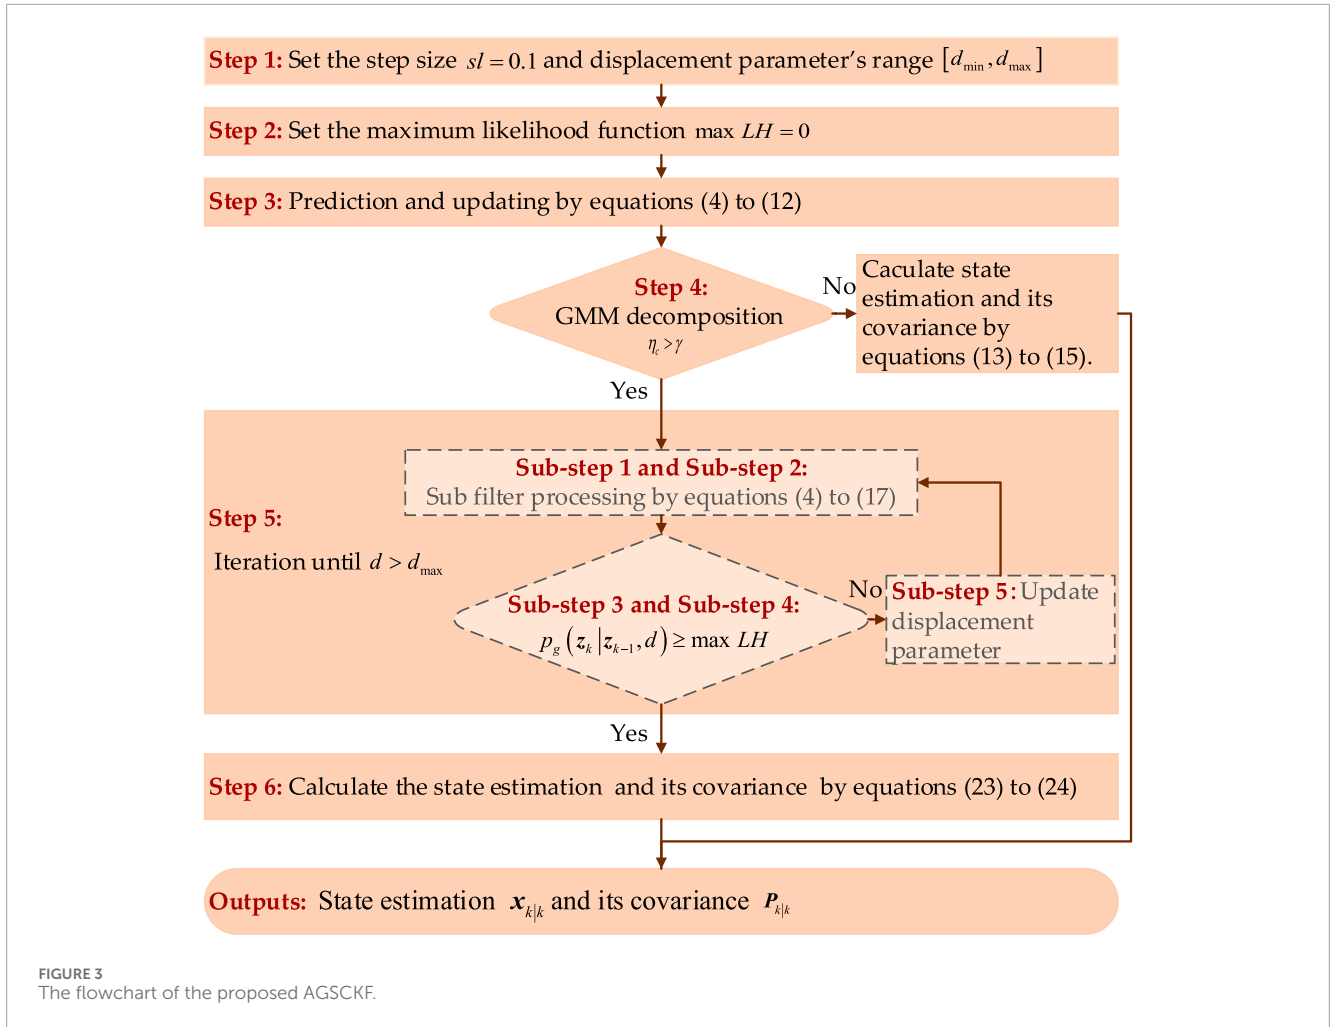 Step 1: Set the step size sl = 0.1 and displacement parameter's range [d_min, d_max]
Step 2: Set the maximum likelihood function max LH = 0
Step 3: Prediction and updating by equations (4) to (12)
Step 4:
GMM decomposition
η_c > γ
No
Caculate state
estimation and its
covariance by
equations (13) to (15).
Yes
Sub-step 1 and Sub-step 2:
Sub filter processing by equations (4) to (17)
Step 5:
Iteration until d > d_max
Sub-step 3 and Sub-step 4:
p_g (z_k | z_{k−1}, d) ≥ max LH
No
Sub-step 5: Update
displacement
parameter
Yes
Step 6: Calculate the state estimation and its covariance by equations (23) to (24)
Outputs: State estimation x_{k|k} and its covariance P_{k|k}
FIGURE 3
The flowchart of the proposed AGSCKF.